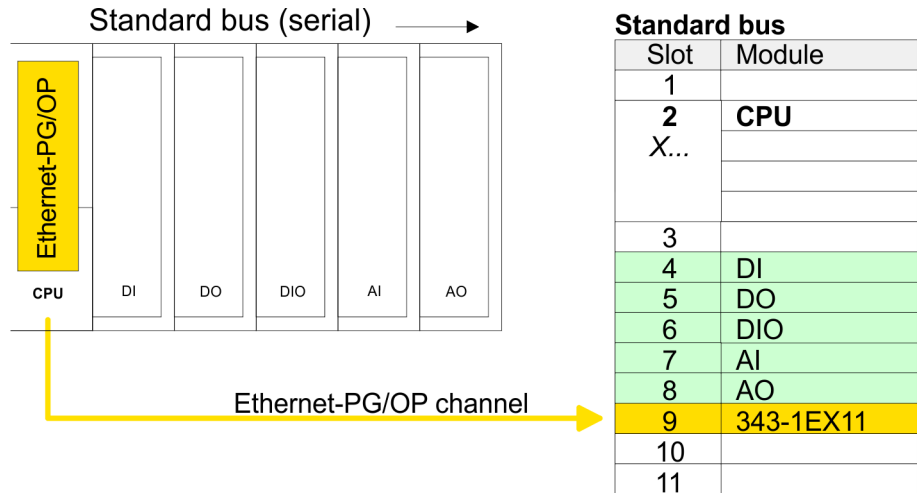 Standard bus (serial)
Ethernet-PG/OP
CPU
DI
DO
DIO
AI
AO
Ethernet-PG/OP channel
Standard bus
Slot Module
1
2 CPU
X...
3
4 DI
5 DO
6 DIO
7 AI
8 AO
9 343-1EX11
10
11